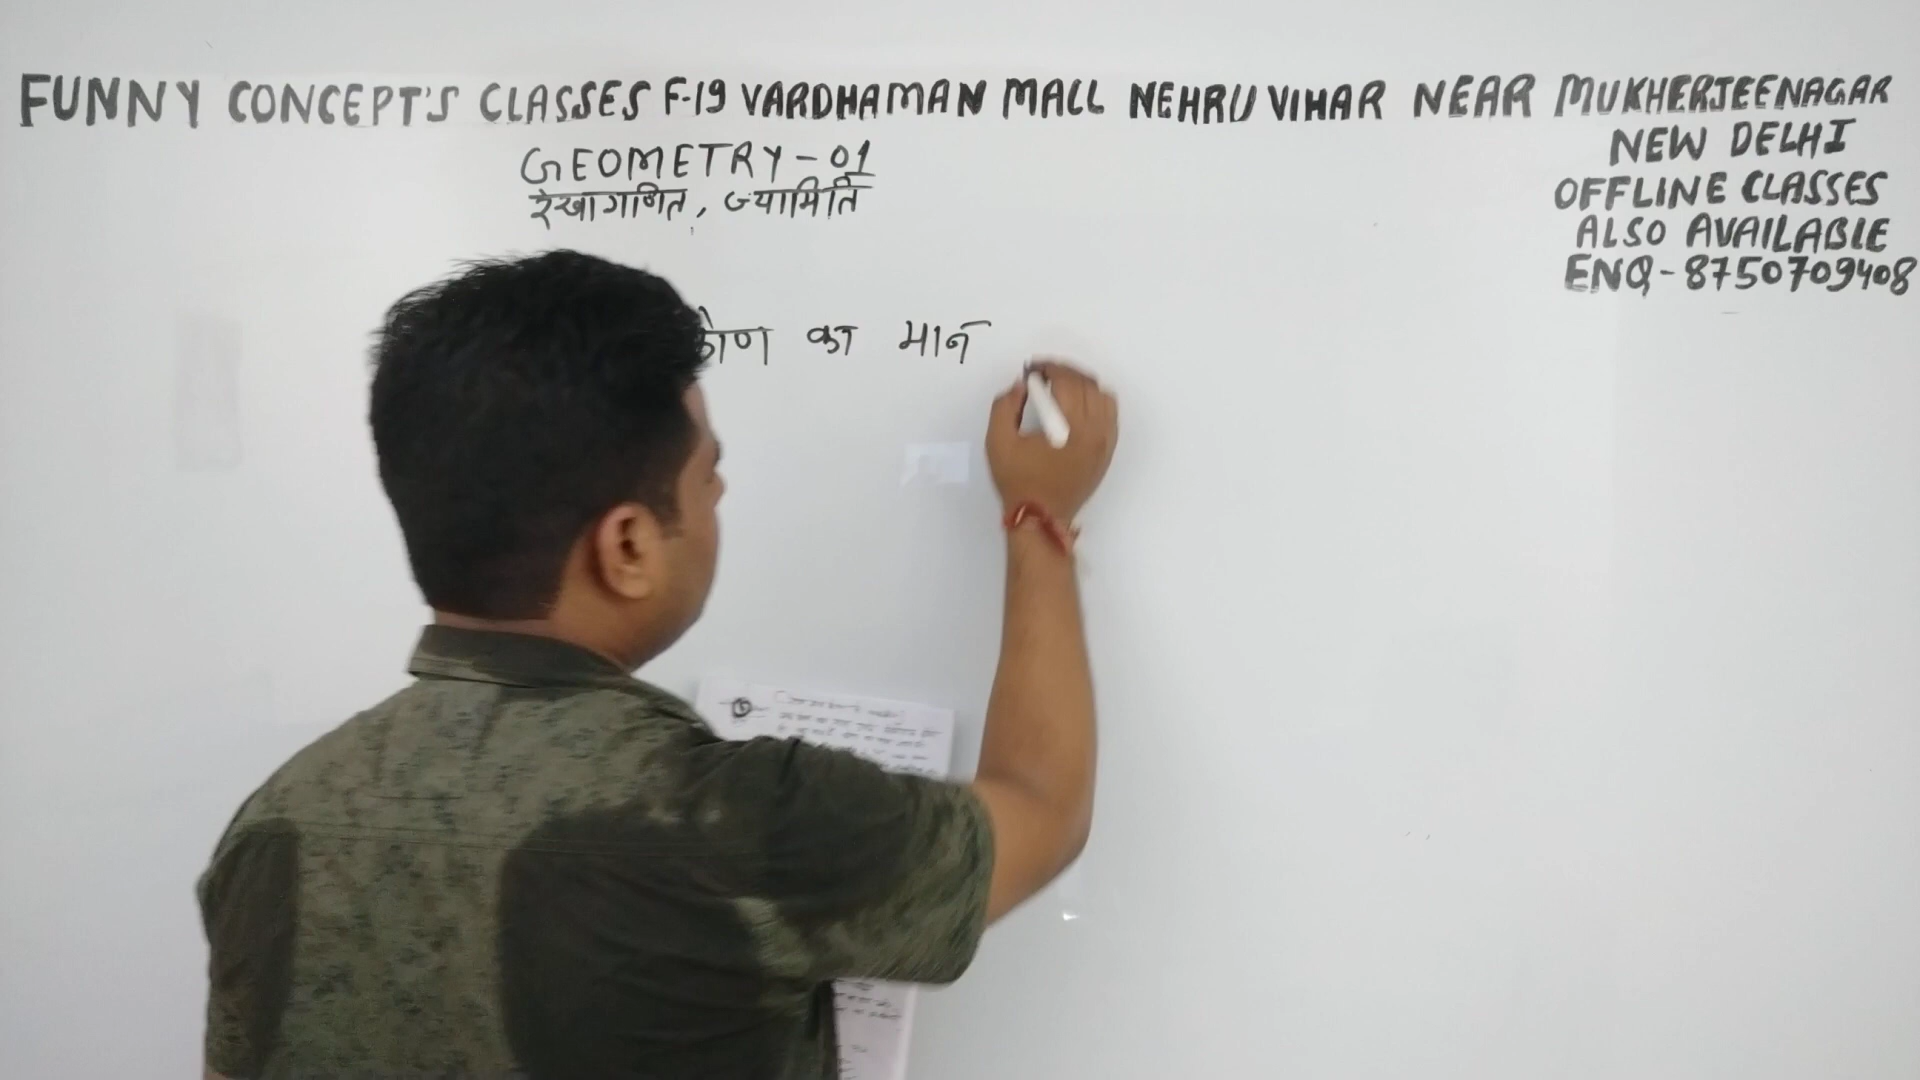 FUNNY CONCEPT'S CLASSES F-19 VARDHAMAN MALL NEHRU VIHAR NEAR MUKHERJEENAGAR
NEW DELHI
OFFLINE CLASSES
ALSO AVAILABLE
ENQ-8750709408
GEOMETRY-01
रेखागणित, ज्यामिति
कोण का मान